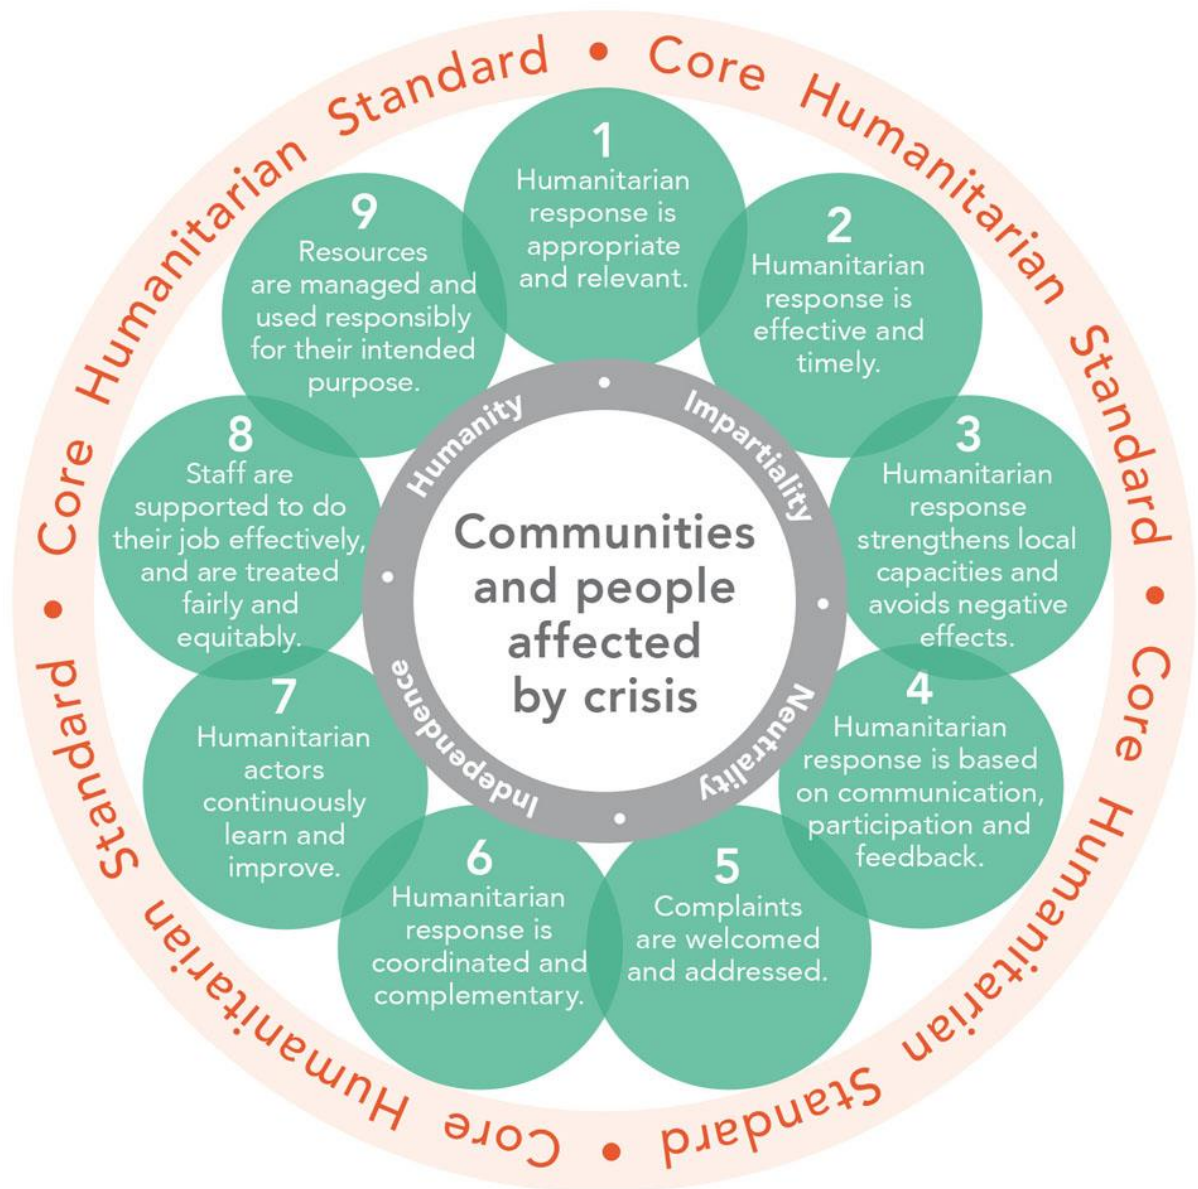 Core Humanitarian Standard • Core Humanitarian Standard • Core Humanitarian Standard • Core Humanitarian Standard •
1
Humanitarian
response is
appropriate
and relevant.
2
Humanitarian
response is
effective and
timely.
3
Humanitarian
response
strengthens local
capacities and
avoids negative
effects.
4
Humanitarian
response is based
on communication,
participation and
feedback.
5
Complaints
are welcomed
and addressed.
6
Humanitarian
response is
coordinated and
complementary.
7
Humanitarian
actors
continuously
learn and
improve.
8
Staff are
supported to do
their job effectively,
and are treated
fairly and
equitably.
9
Resources
are managed and
used responsibly
for their intended
purpose.
Humanity • Impartiality • Neutrality • Independence •
Communities
and people
affected
by crisis